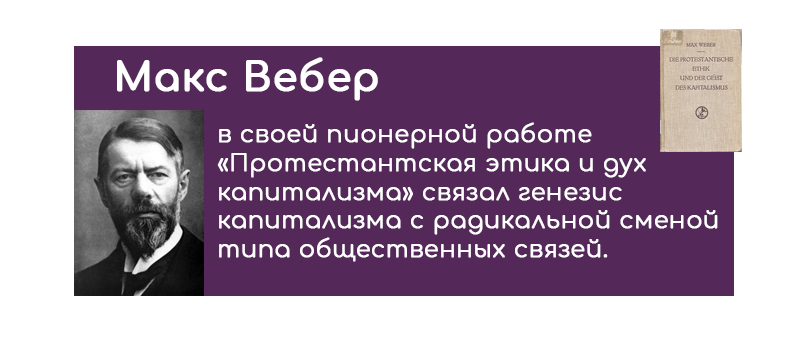 Макс Вебер
в своей пионерной работе
«Протестантская этика и дух
капитализма» связал генезис
капитализма с радикальной сменой
типа общественных связей.
MAX WEBER
DIE PROTESTANTISCHE
ETHIK
UND DER GEIST
DES KAPITALISMUS